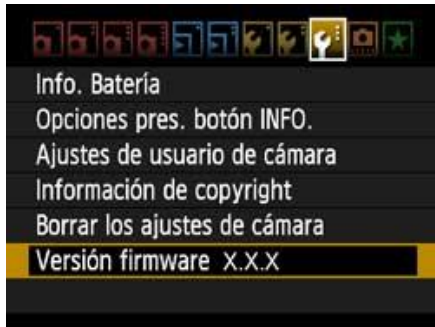 Info. Batería
Opciones pres. botón INFO.
Ajustes de usuario de cámara
Información de copyright
Borrar los ajustes de cámara
Versión firmware X.X.X